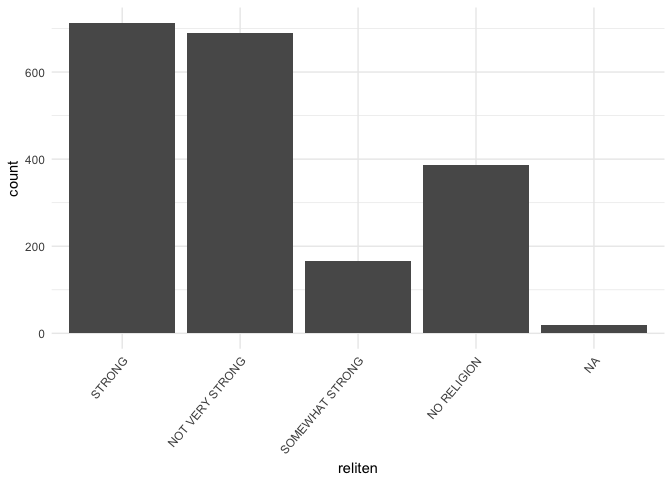 600
400
200
0
count
STRONG
NOT VERY STRONG
SOMEWHAT STRONG
NO RELIGION
NA
reliten